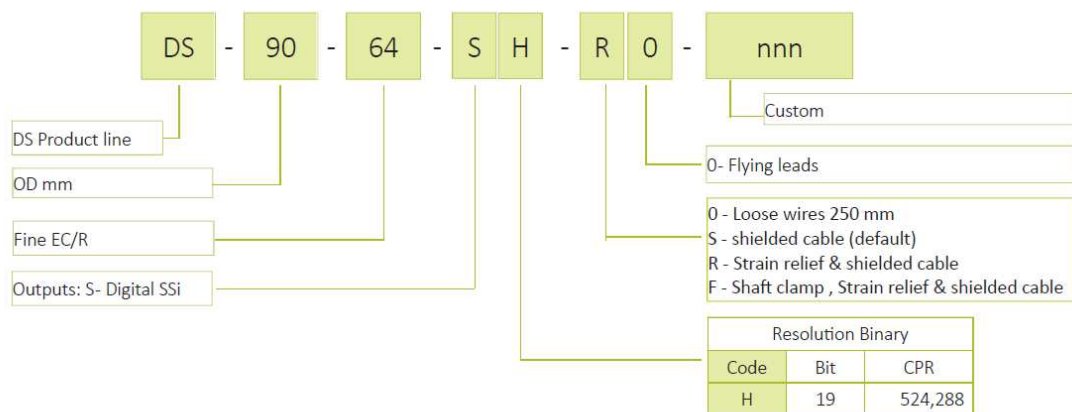 DS - 90 - 64 - S H - R 0 - nnn
Custom
DS Product line
0- Flying leads
OD mm
0 - Loose wires 250 mm
S - shielded cable (default)
R - Strain relief & shielded cable
F - Shaft clamp , Strain relief & shielded cable
Fine EC/R
Outputs: S- Digital SSi
Resolution Binary
Code Bit CPR
H 19 524,288